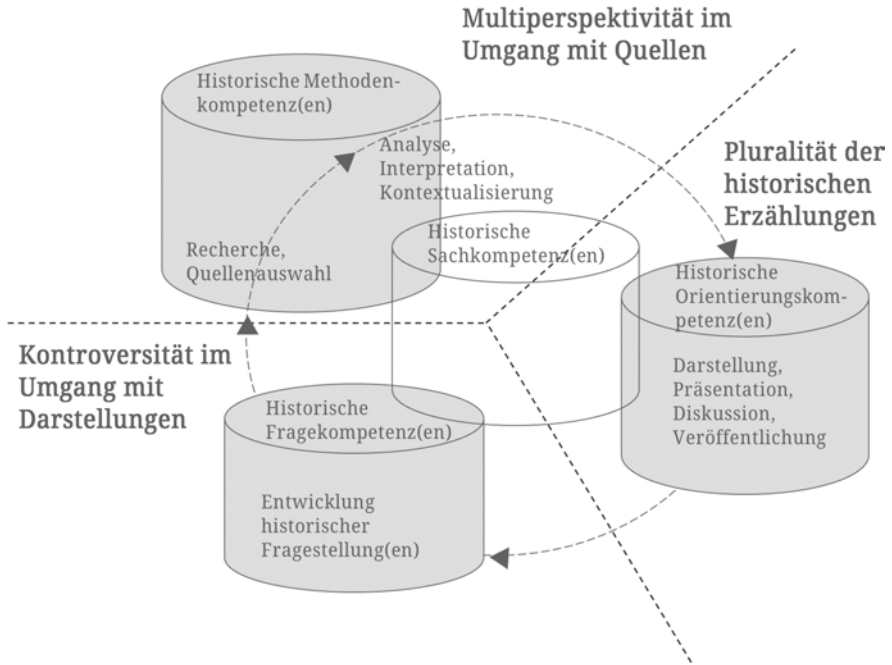 Multiperspektivität im
Umgang mit Quellen
Historische Methoden-
kompetenz(en)
Analyse,
Interpretation,
Kontextualisierung
Recherche,
Quellenauswahl
Pluralität der
historischen
Erzählungen
Historische
Sachkompetenz(en)
Historische
Orientierungskom-
petenz(en)
Darstellung,
Präsentation,
Diskussion,
Veröffentlichung
Kontroversität im
Umgang mit
Darstellungen
Historische
Fragekompetenz(en)
Entwicklung
historischer
Fragestellung(en)